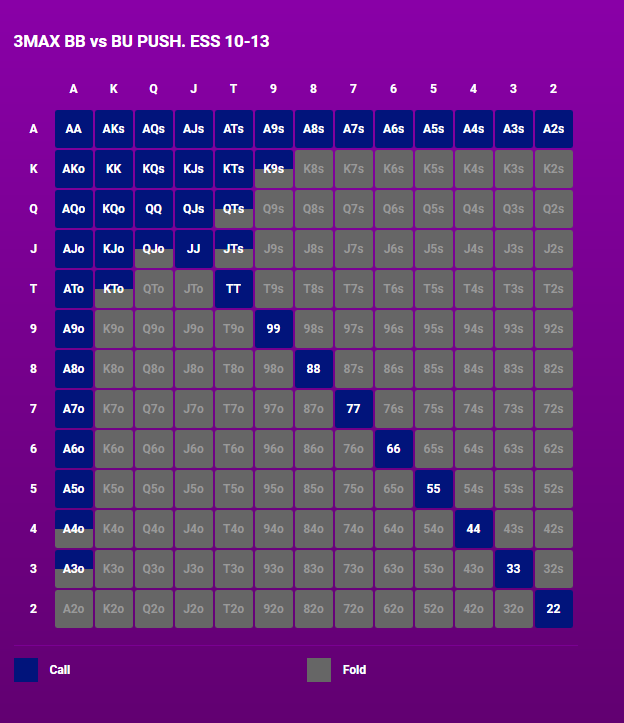 3MAX BB vs BU PUSH. ESS 10-13
A K Q J T 9 8 7 6 5 4 3 2
A AA AKs AQs AJs ATs A9s A8s A7s A6s A5s A4s A3s A2s
K AKo KK KQs KJs KTs K9s K8s K7s K6s K5s K4s K3s K2s
Q AQo KQo QQ QJs QTs Q9s Q8s Q7s Q6s Q5s Q4s Q3s Q2s
J AJo KJo QJo JJ JTs J9s J8s J7s J6s J5s J4s J3s J2s
T ATo KTo QTo JTo TT T9s T8s T7s T6s T5s T4s T3s T2s
9 A9o K9o Q9o J9o T9o 99 98s 97s 96s 95s 94s 93s 92s
8 A8o K8o Q8o J8o T8o 98o 88 87s 86s 85s 84s 83s 82s
7 A7o K7o Q7o J7o T7o 97o 87o 77 76s 75s 74s 73s 72s
6 A6o K6o Q6o J6o T6o 96o 86o 76o 66 65s 64s 63s 62s
5 A5o K5o Q5o J5o T5o 95o 85o 75o 65o 55 54s 53s 52s
4 A4o K4o Q4o J4o T4o 94o 84o 74o 64o 54o 44 43s 42s
3 A3o K3o Q3o J3o T3o 93o 83o 73o 63o 53o 43o 33 32s
2 A2o K2o Q2o J2o T2o 92o 82o 72o 62o 52o 42o 32o 22
Call Fold